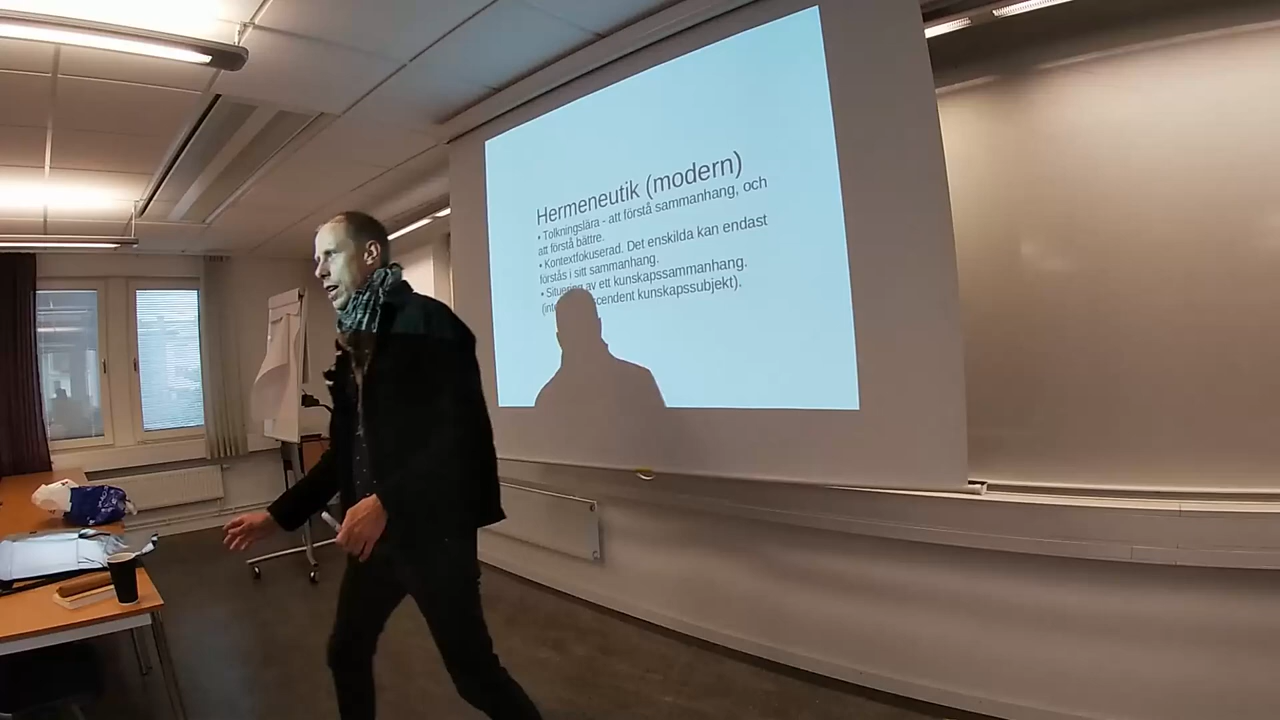 Hermeneutik (modern)
• Tolkningslära - att förstå sammanhang, och
att förstå bättre.
• Kontextfokuserad. Det enskilda kan endast
förstås i sitt sammanhang.
• Situering av ett kunskapssammanhang.
kunskapssubjekt).